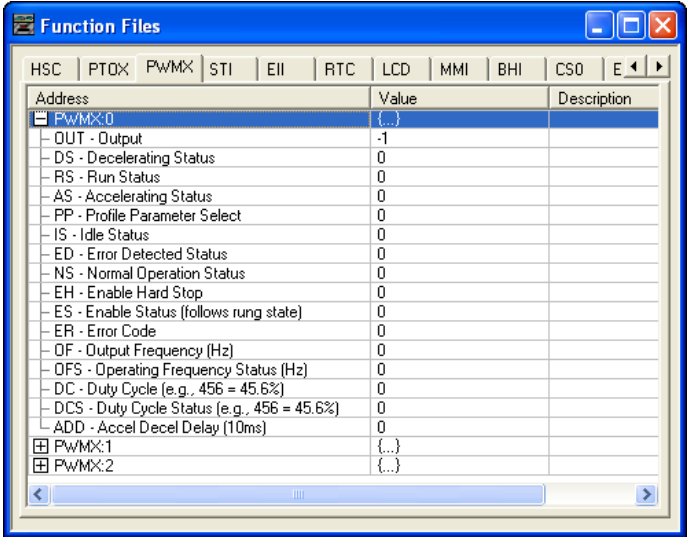 Function Files
HSC PTOX PWMX STI EII RTC LCD MMI BHI CS0 E
Address Value Description
PWMX:0 {...}
OUT - Output -1
DS - Decelerating Status 0
RS - Run Status 0
AS - Accelerating Status 0
PP - Profile Parameter Select 0
IS - Idle Status 0
ED - Error Detected Status 0
NS - Normal Operation Status 0
EH - Enable Hard Stop 0
ES - Enable Status (follows rung state) 0
ER - Error Code 0
OF - Output Frequency (Hz) 0
OFS - Operating Frequency Status (Hz) 0
DC - Duty Cycle (e.g., 456 = 45.6%) 0
DCS - Duty Cycle Status (e.g., 456 = 45.6%) 0
ADD - Accel Decel Delay (10ms) 0
PWMX:1 {...}
PWMX:2 {...}